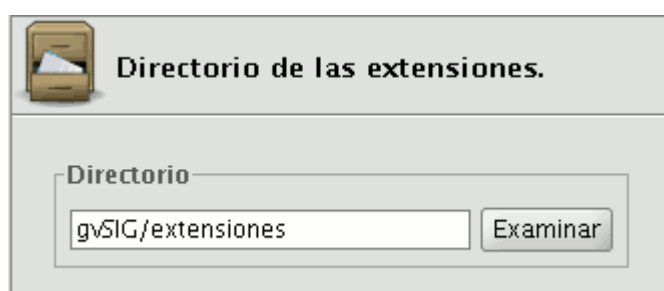 Directorio de las extensiones.
Directorio
gvSIG/extensiones
Examinar